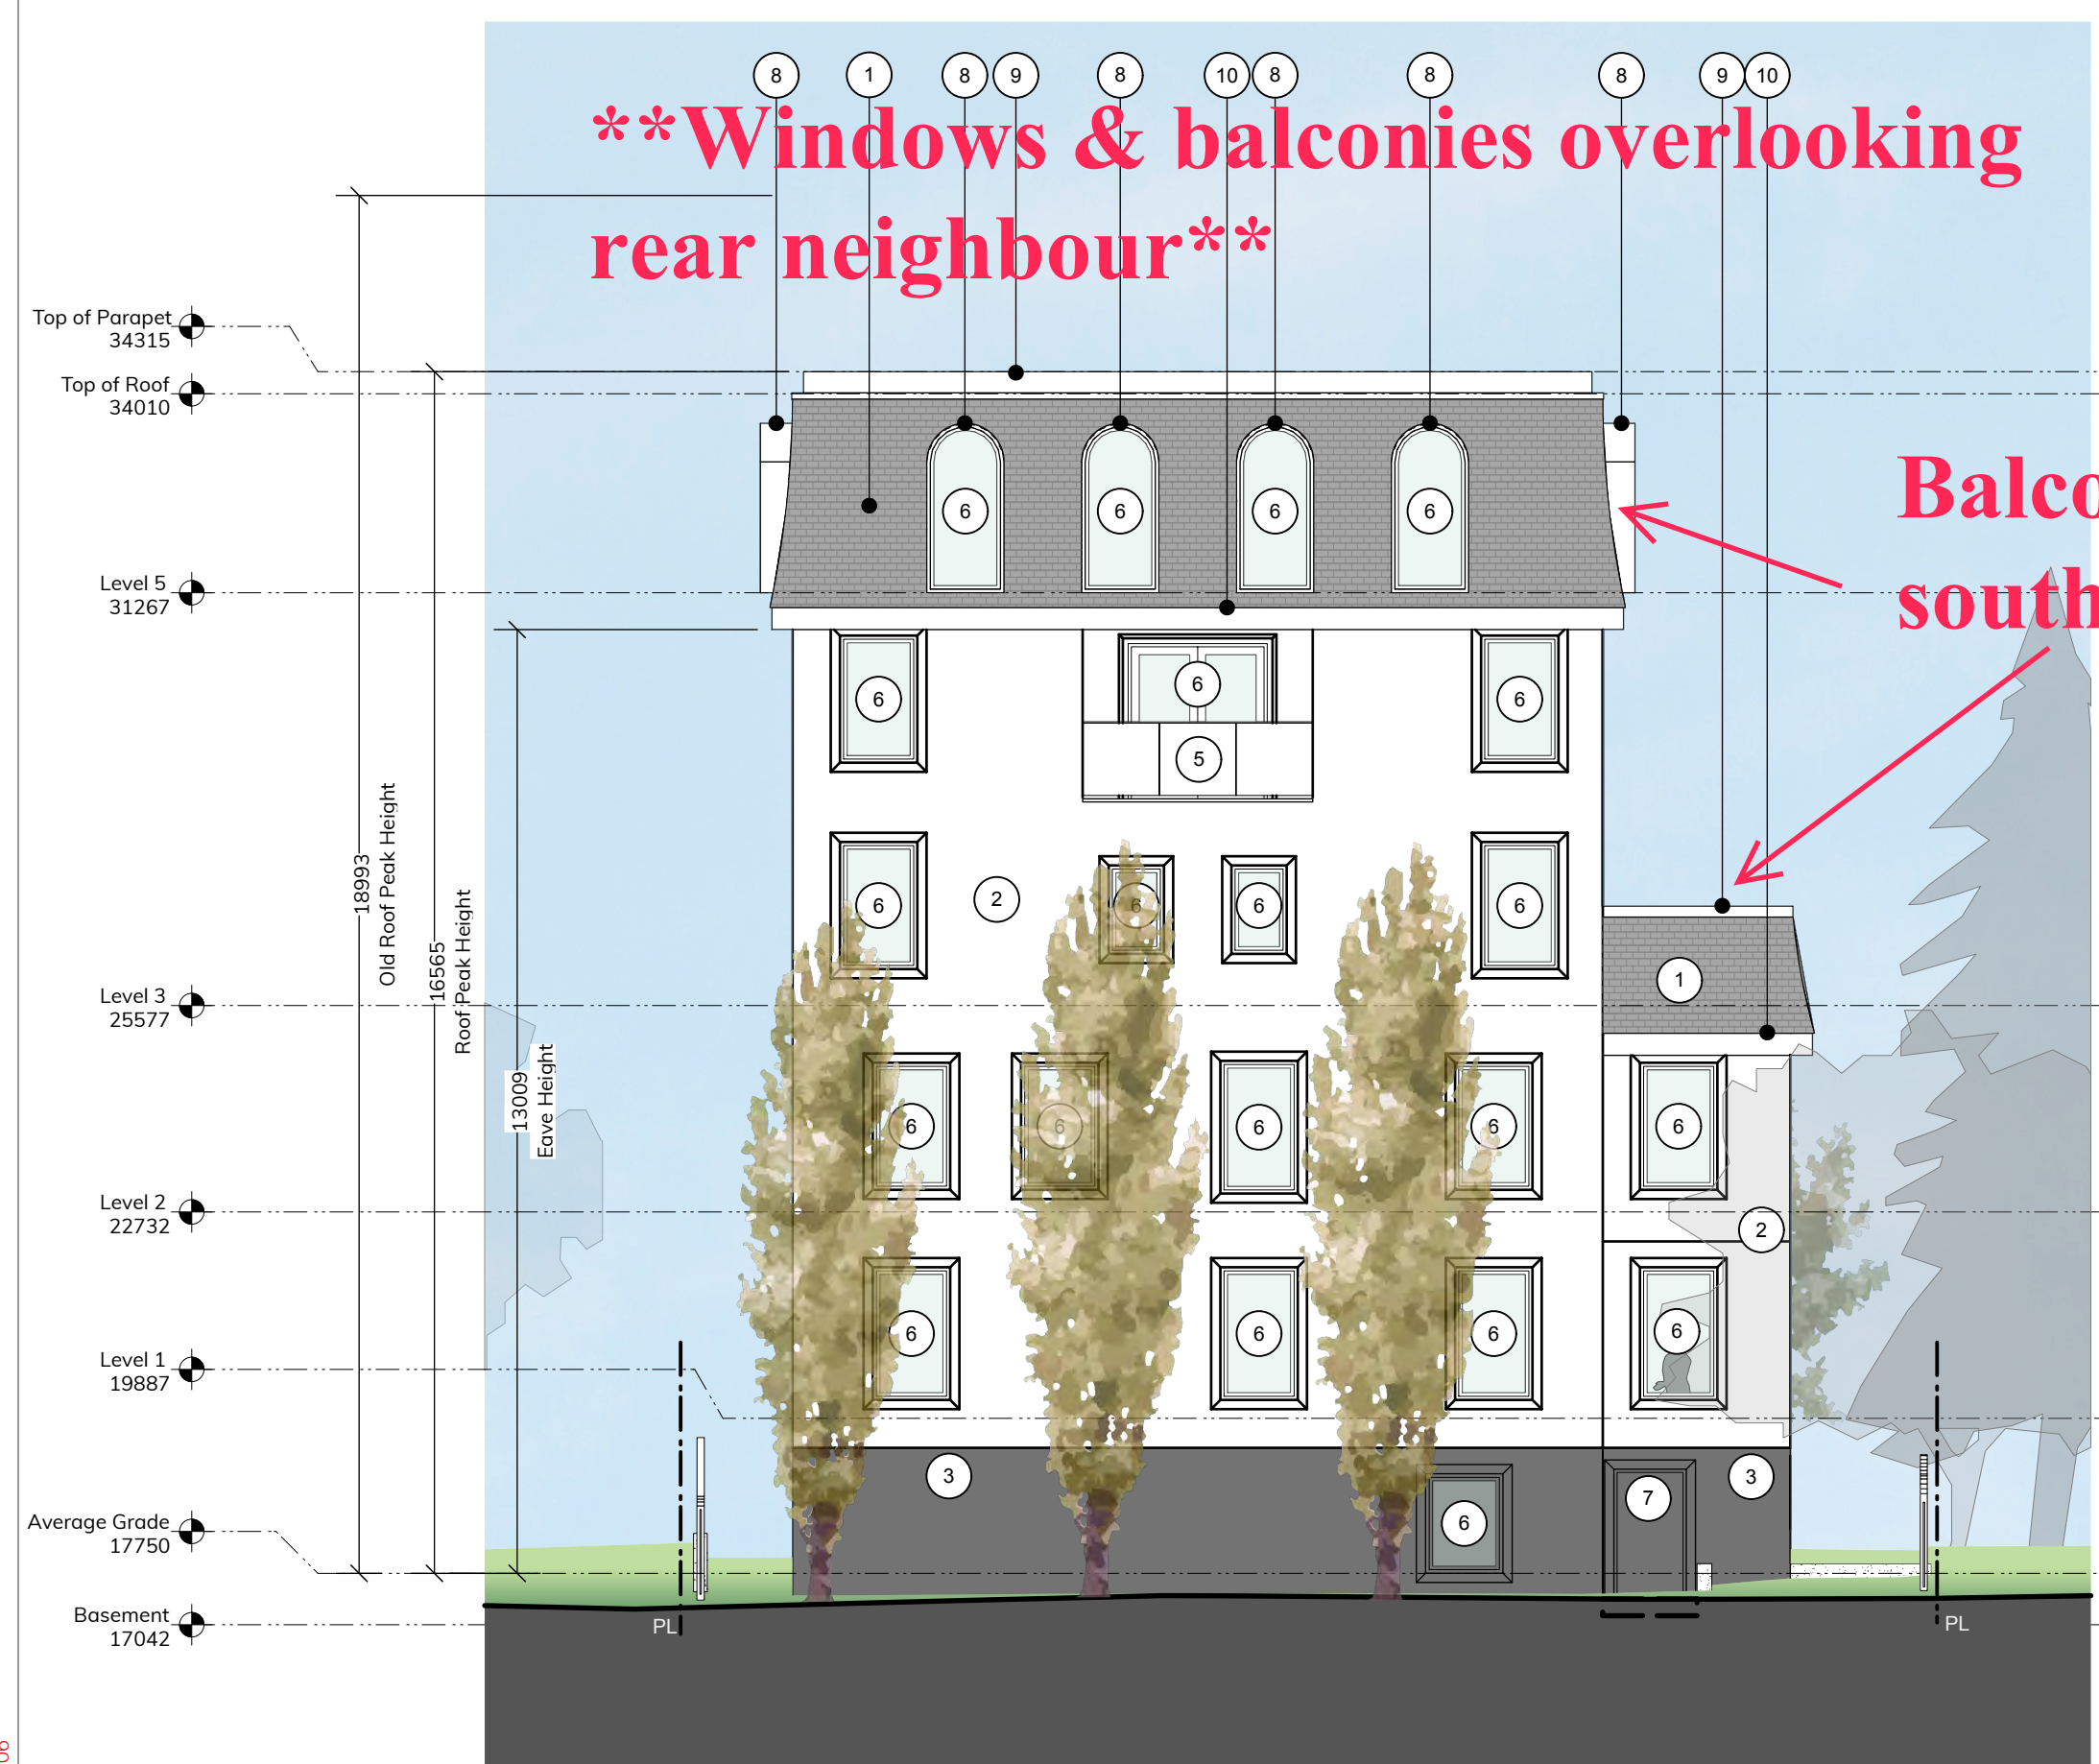 8 1 8 9 8 10 8 8 8 9 10
**Windows & balconies overlooking
rear neighbour**
Top of Parapet
34315
Top of Roof
34010
6 6 6 6
Balco
south
Level 5
31267
6 6 6
5
18993
Old Roof Peak Height
16565
Roof Peak Height
13009
Eave Height
6 2 6 6 6
1
Level 3
25577
6 6 6 6 6
Level 2
22732
2
6 6 6 6
Level 1
19887
3 3
7
6
Average Grade
17750
Basement
17042
PL PL
06